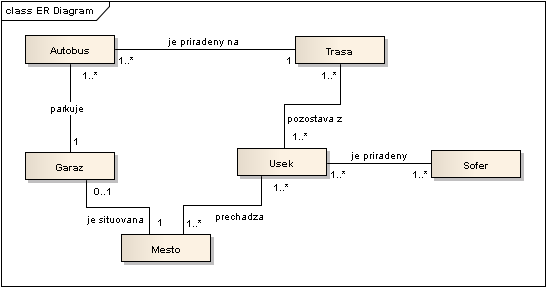 class ER Diagram
je priradeny na
Autobus
Trasa
1..*
1..*
1
1..*
parkuje
pozostava z
1..*
1
je priradeny
Garaz
Usek
Sofer
0..1
1..*
1..*
1..*
je situovana
1
1..*
prechadza
Mesto